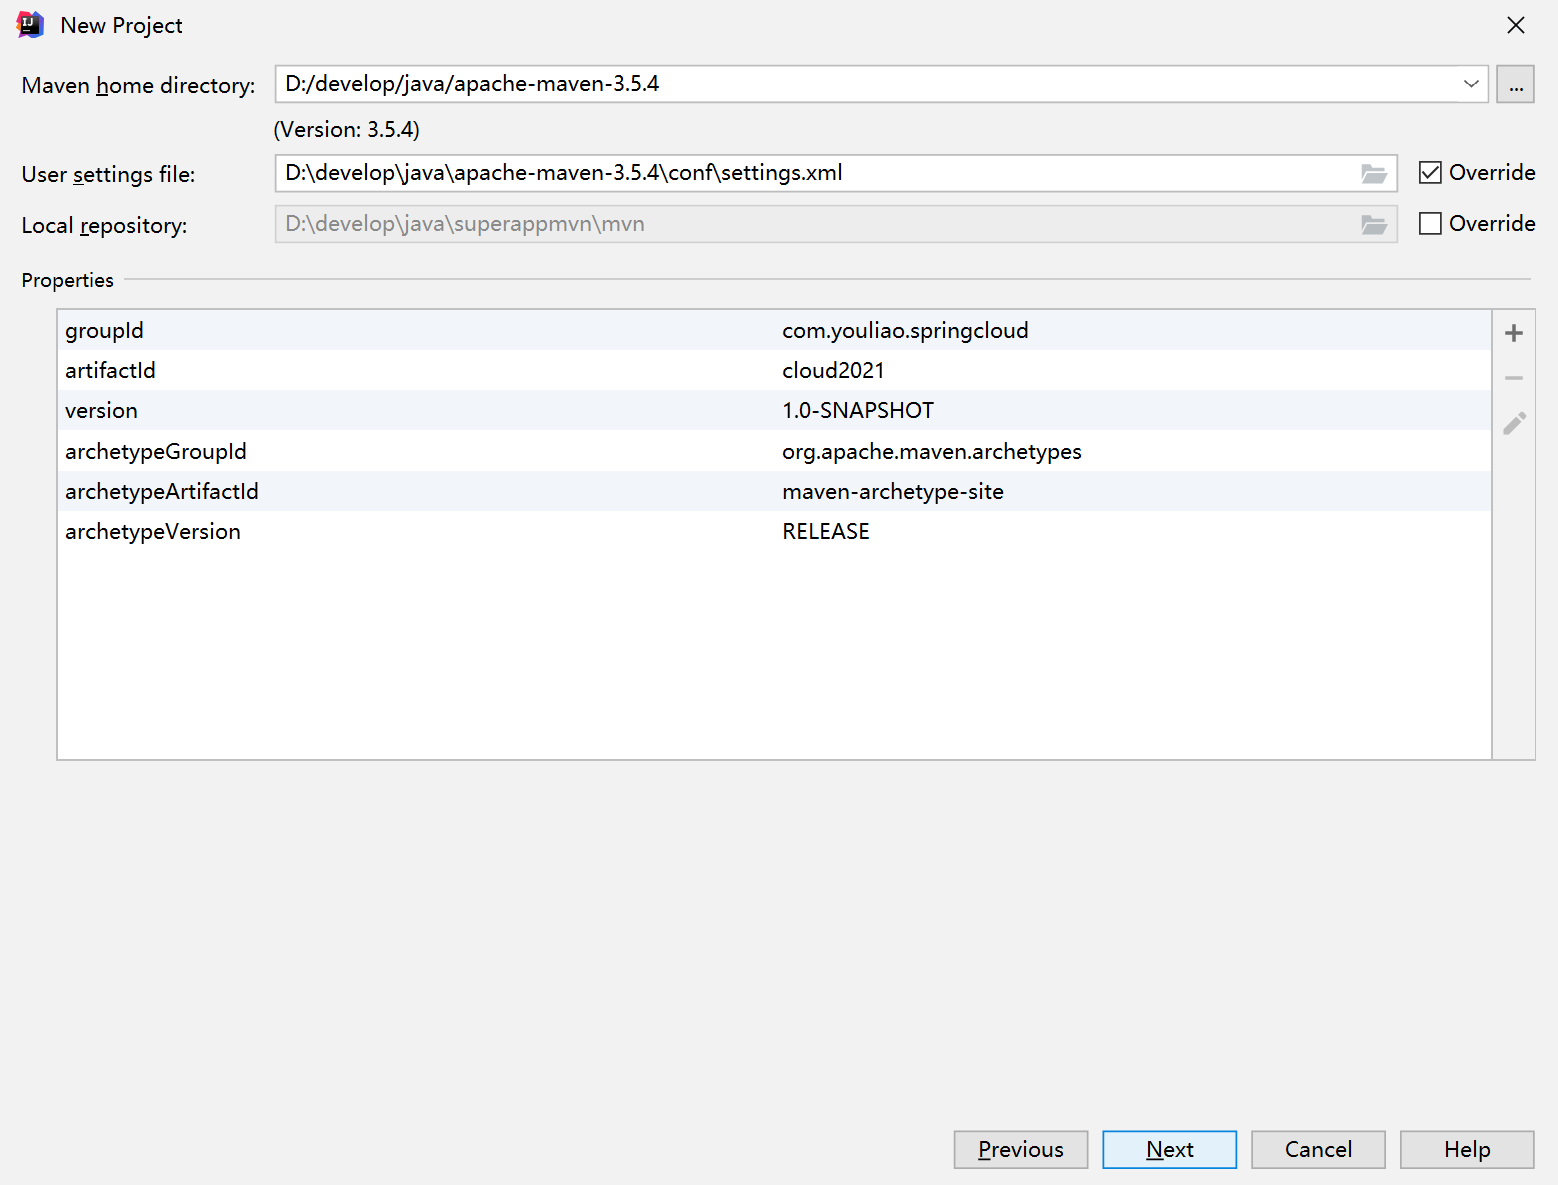 New Project
Maven home directory: D:/develop/java/apache-maven-3.5.4 ...
(Version: 3.5.4)
User settings file: D:\develop\java\apache-maven-3.5.4\conf\settings.xml Override
Local repository: D:\develop\java\superappmvn\mvn Override
Properties
groupId com.youliao.springcloud
artifactId cloud2021
version 1.0-SNAPSHOT
archetypeGroupId org.apache.maven.archetypes
archetypeArtifactId maven-archetype-site
archetypeVersion RELEASE
Previous Next Cancel Help